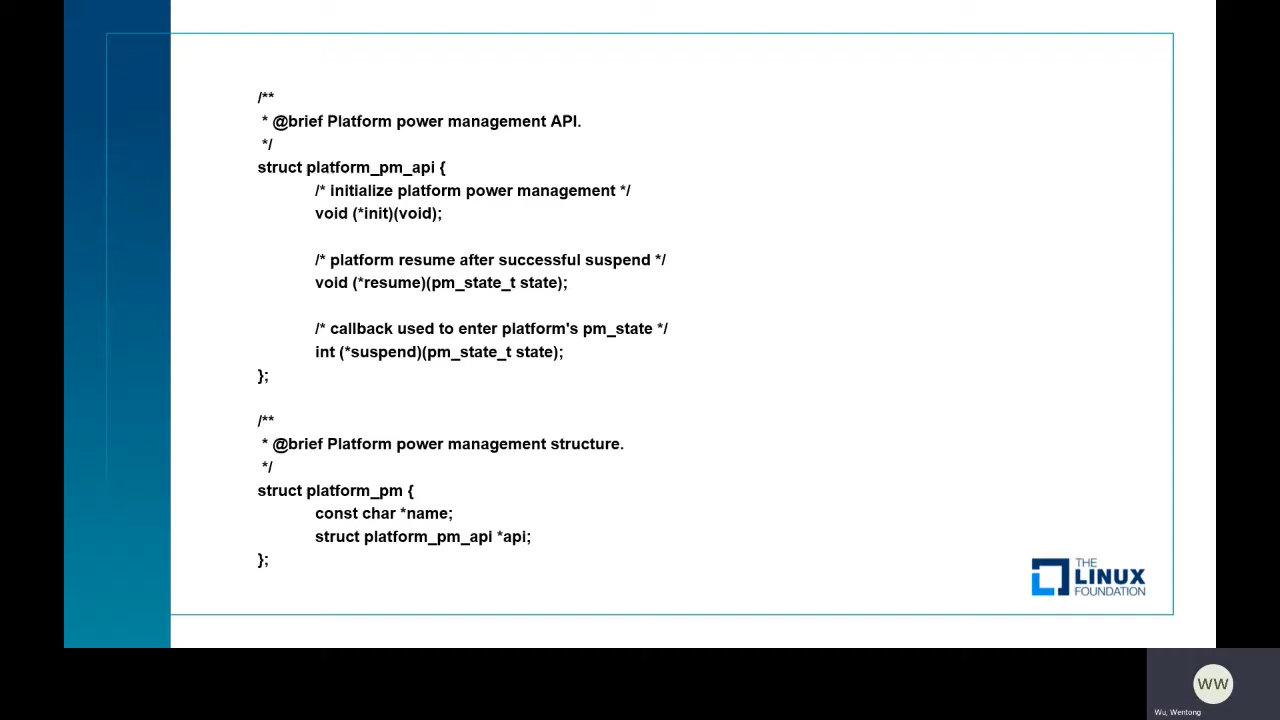 /**
* @brief Platform power management API.
*/
struct platform_pm_api {
/* initialize platform power management */
void (*init)(void);
/* platform resume after successful suspend */
void (*resume)(pm_state_t state);
/* callback used to enter platform's pm_state */
int (*suspend)(pm_state_t state);
};
/**
* @brief Platform power management structure.
*/
struct platform_pm {
const char *name;
struct platform_pm_api *api;
};
THE
LINUX
FOUNDATION
WW
Wu, Wentong